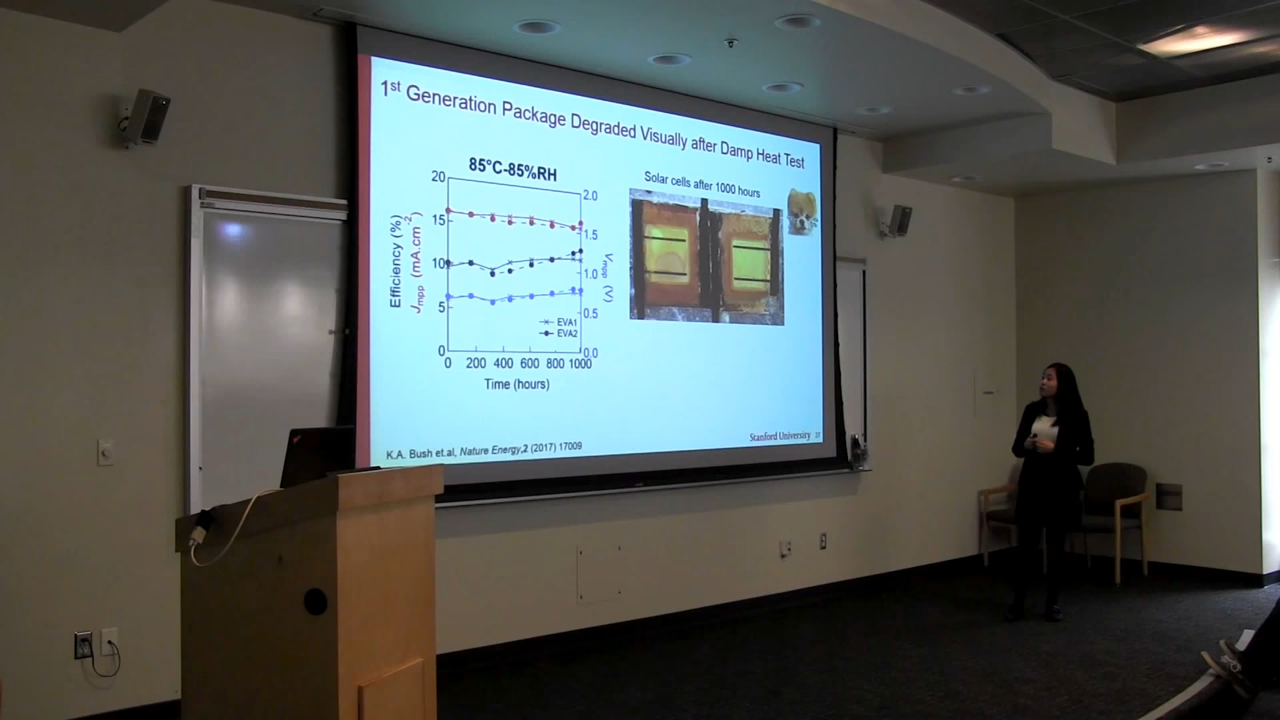 1st Generation Package Degraded Visually after Damp Heat Test
85°C-85%RH
Solar cells after 1000 hours
20
15
10
5
0
2.0
1.5
1.0
0.5
0.0
Efficiency (%)
Jmpp (mA.cm-2)
Vmpp (V)
EVA1
EVA2
0 200 400 600 800 1000
Time (hours)
K.A. Bush et.al, Nature Energy,2 (2017) 17009
Stanford University